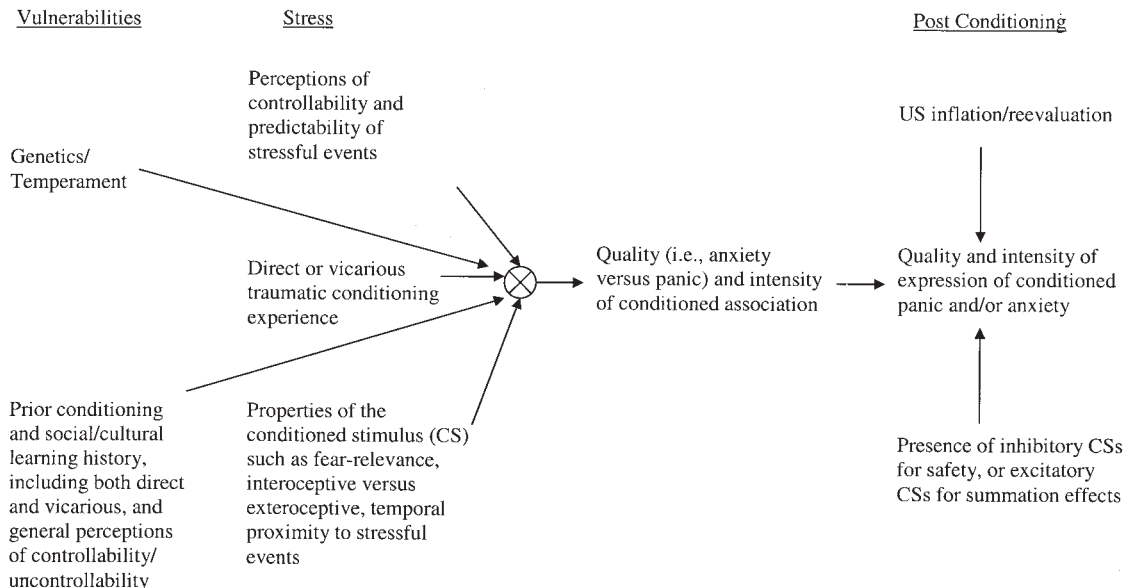 Vulnerabilities
Stress
Post Conditioning
Perceptions of
controllability and
predictability of
stressful events
US inflation/reevaluation
Genetics/
Temperament
Direct or vicarious
traumatic conditioning
experience
Quality (i.e., anxiety
versus panic) and intensity
of conditioned association
Quality and intensity of
expression of conditioned
panic and/or anxiety
Prior conditioning
and social/cultural
learning history,
including both direct
and vicarious, and
general perceptions
of controllability/
uncontrollability
Properties of the
conditioned stimulus (CS)
such as fear-relevance,
interoceptive versus
exteroceptive, temporal
proximity to stressful
events
Presence of inhibitory CSs
for safety, or excitatory
CSs for summation effects